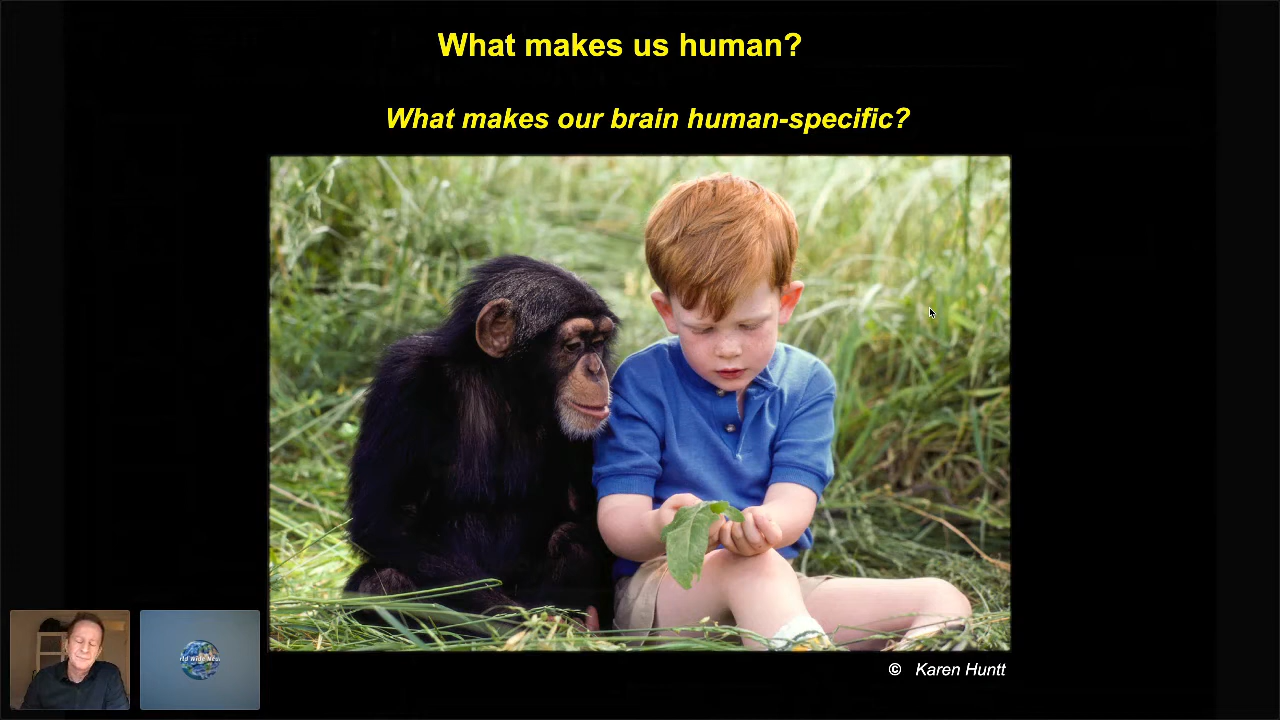 What makes us human?
What makes our brain human-specific?
© Karen Huntt